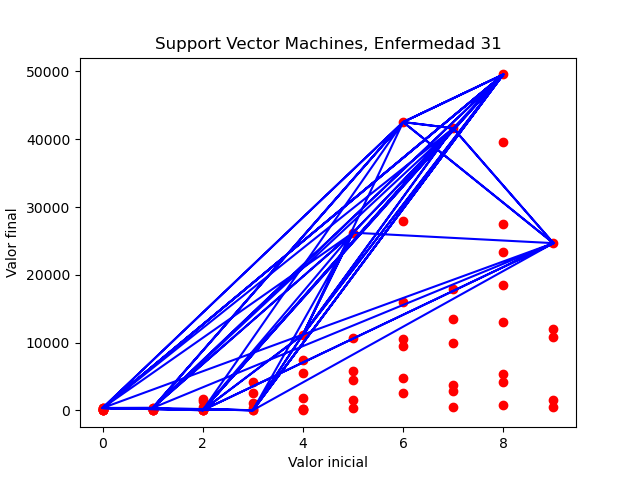 Support Vector Machines, Enfermedad 31
50000
40000
30000
20000
10000
0
Valor final
0 2 4 6 8
Valor inicial